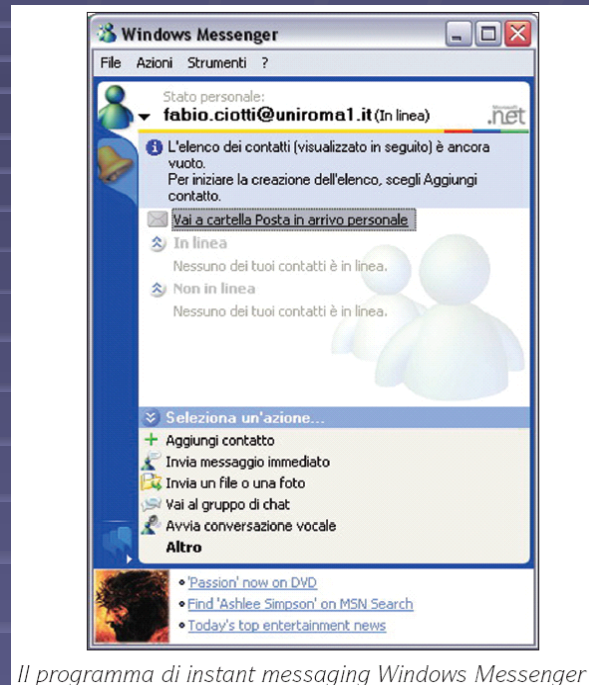 Windows Messenger
File Azioni Strumenti ?
Stato personale:
fabio.ciotti@uniroma1.it (In linea)
Microsoft
.net
L'elenco dei contatti (visualizzato in seguito) è ancora
vuoto.
Per iniziare la creazione dell'elenco, scegli Aggiungi
contatto.
Vai a cartella Posta in arrivo personale
In linea
Nessuno dei tuoi contatti è in linea.
Non in linea
Nessuno dei tuoi contatti è in linea.
Seleziona un'azione...
Aggiungi contatto
Invia messaggio immediato
Invia un file o una foto
Vai al gruppo di chat
Avvia conversazione vocale
Altro
'Passion' now on DVD
Find 'Ashlee Simpson' on MSN Search
Today's top entertainment news
Il programma di instant messaging Windows Messenger